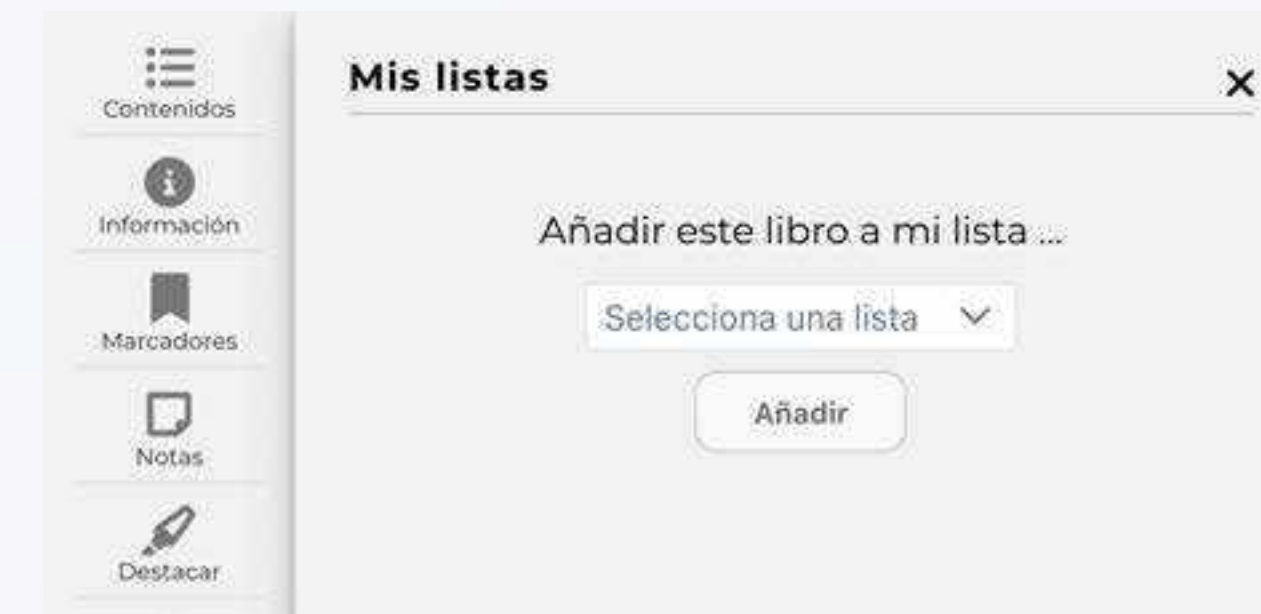 Contenidos
Información
Marcadores
Notas
Destacar
Mis listas
Añadir este libro a mi lista ...
Selecciona una lista
Añadir